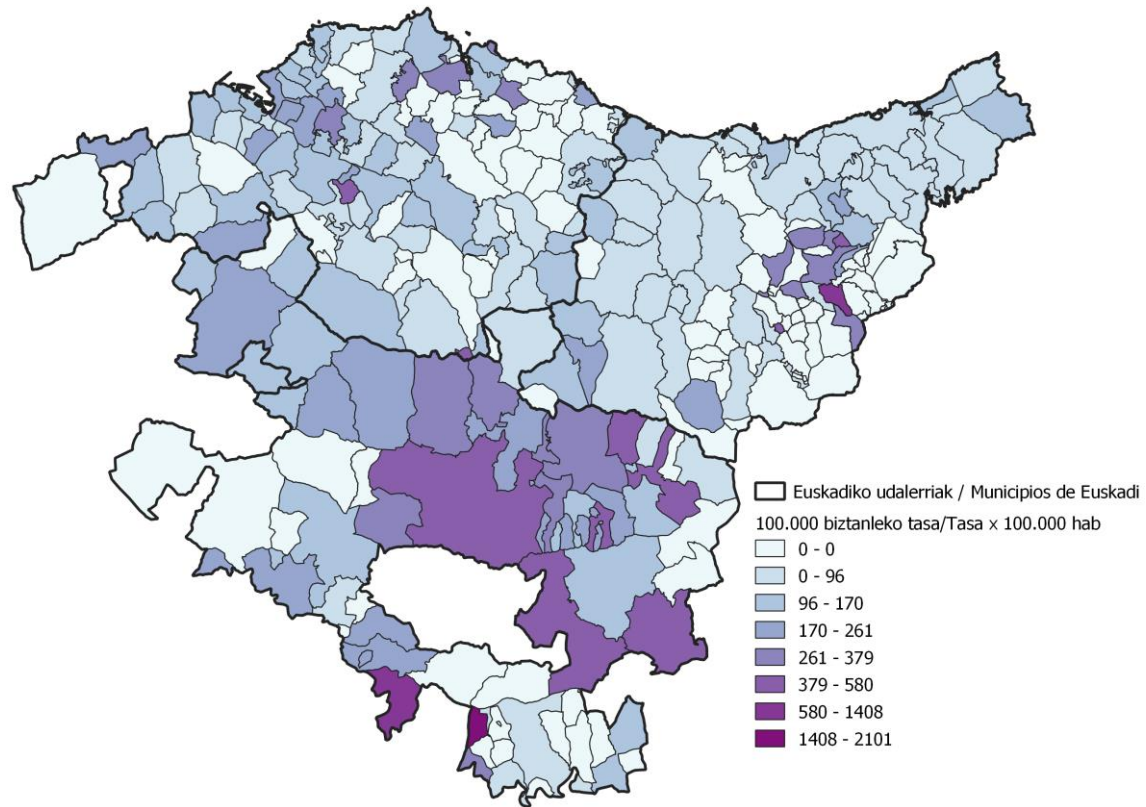 Euskadiko udalerriak / Municipios de Euskadi
100.000 biztanleko tasa/Tasa x 100.000 hab
0 - 0
0 - 96
96 - 170
170 - 261
261 - 379
379 - 580
580 - 1408
1408 - 2101